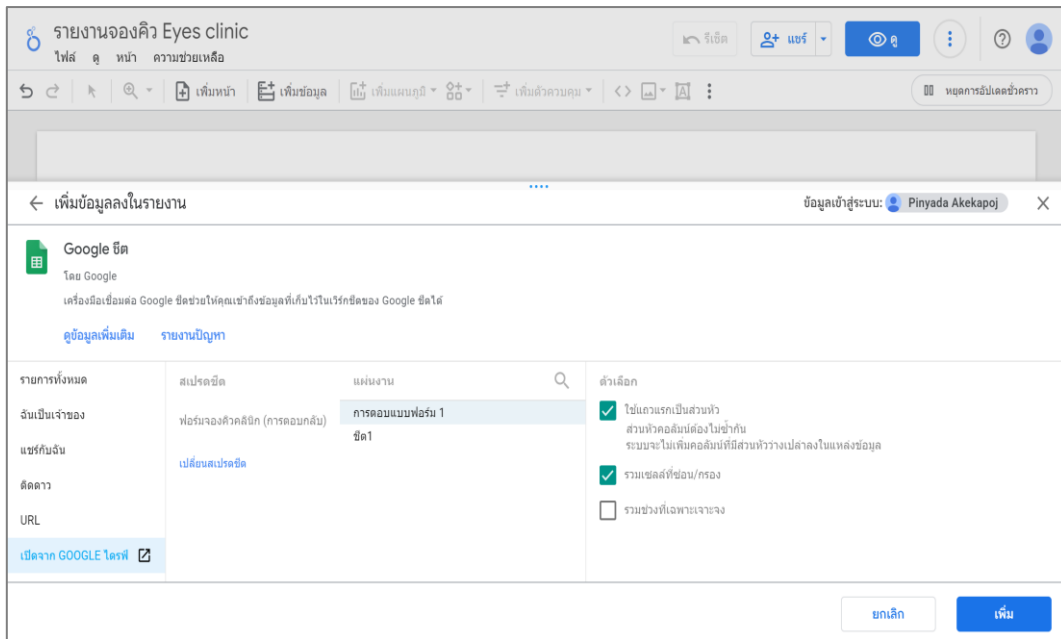 รายงานจองคิว Eyes clinic
ไฟล์ ดู หน้า ความช่วยเหลือ
รีเซ็ต
แชร์
ดู
เพิ่มหน้า
เพิ่มข้อมูล
เพิ่มแผนภูมิ
เพิ่มตัวควบคุม
หยุดการอัปเดตชั่วคราว
เพิ่มข้อมูลลงในรายงาน
ข้อมูลเข้าสู่ระบบ: Pinyada Akekapoj
Google ชีต
โดย Google
เครื่องมือเชื่อมต่อ Google ชีตช่วยให้คุณเข้าถึงข้อมูลที่เก็บไว้ในเวิร์กชีตของ Google ชีตได้
ดูข้อมูลเพิ่มเติม รายงานปัญหา
รายการทั้งหมด
ฉันเป็นเจ้าของ
แชร์กับฉัน
ติดดาว
URL
เปิดจาก GOOGLE ไดรฟ์
สเปรดชีต
ฟอร์มจองคิวคลินิก (การตอบกลับ)
เปลี่ยนสเปรดชีต
แผ่นงาน
การตอบแบบฟอร์ม 1
ชีต1
ตัวเลือก
ใช้แถวแรกเป็นส่วนหัว
ส่วนหัวคอลัมน์ต้องไม่ซ้ำกัน
ระบบจะไม่เพิ่มคอลัมน์ที่มีส่วนหัวว่างเปล่าลงในแหล่งข้อมูล
รวมเซลล์ที่ซ่อน/กรอง
รวมช่วงที่เฉพาะเจาะจง
ยกเลิก
เพิ่ม